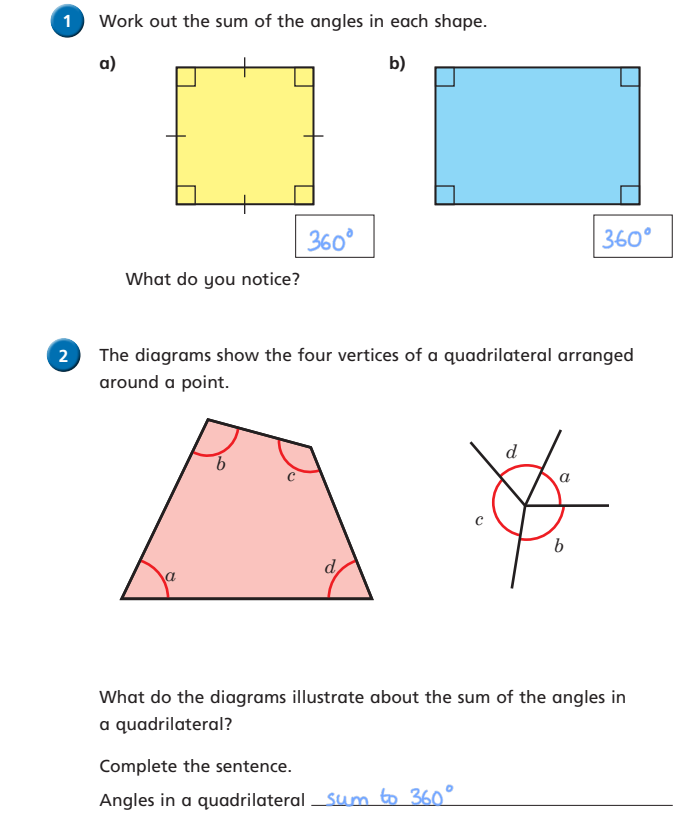 1 Work out the sum of the angles in each shape.
a) b)
360° 360°
What do you notice?
2 The diagrams show the four vertices of a quadrilateral arranged
around a point.
b c a d
d a c b
What do the diagrams illustrate about the sum of the angles in
a quadrilateral?
Complete the sentence.
Angles in a quadrilateral sum to 360°